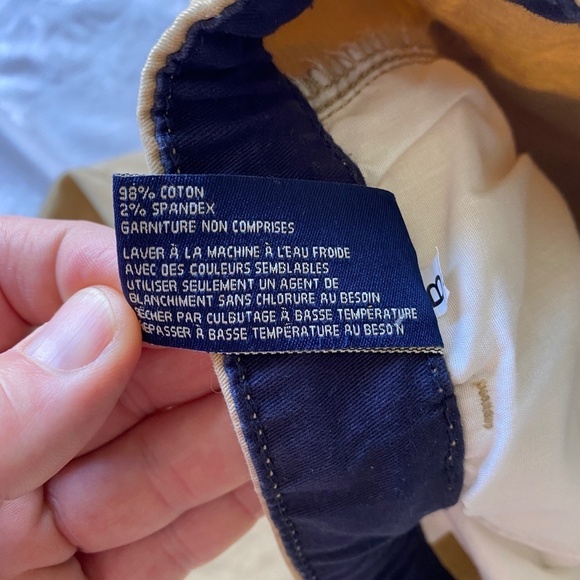 98% COTON
2% SPANDEX
GARNITURE NON COMPRISES
LAVER À LA MACHINE À L'EAU FROIDE
AVEC DES COULEURS SEMBLABLES
UTILISER SEULEMENT UN AGENT DE
BLANCHIMENT SANS CHLORURE AU BESOIN
SÉCHER PAR CULBUTAGE À BASSE TEMPÉRATURE
REPASSER À BASSE TEMPÉRATURE AU BESOIN
B